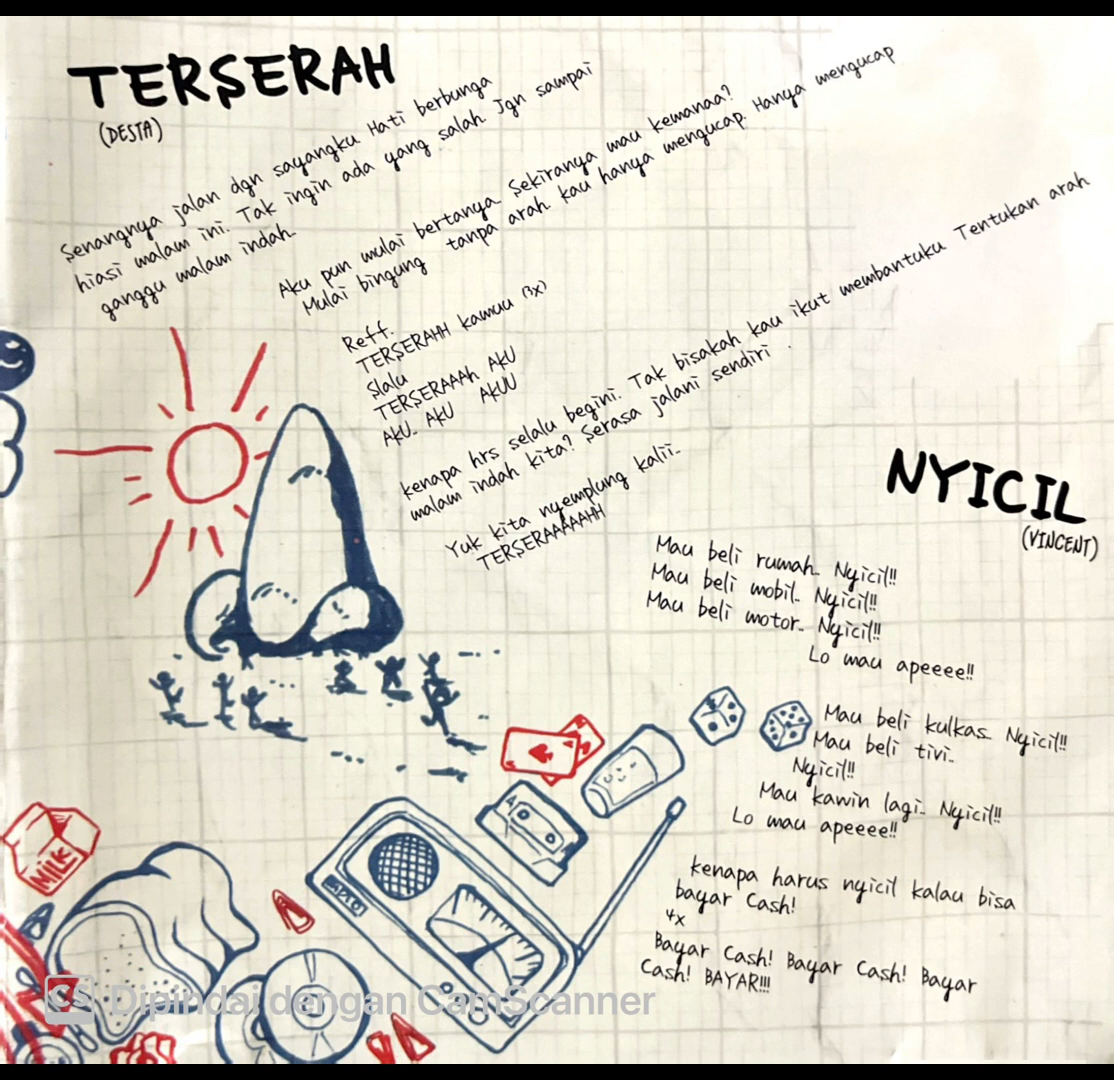 TERSERAH
(DESTA)
Senangnya jalan dgn sayangku Hati berbunga
hiasi malam ini. Tak ingin ada yang salah. Jgn sampai
ganggu malam indah..
Aku pun mulai bertanya.. Sekiranya mau kemanaa?
Mulai bingung tanpa arah kau hanya mengucap. Hanya mengucap
Reff.
TERSERAHH kamuu (3x)
Slalu
TERSERAAAh AKU
AKU.. AKU AKUU
kenapa hrs selalu begini. Tak bisakah kau ikut membantuku Tentukan arah
malam indah kita? Serasa jalani sendiri .
Yuk kita nyemplung kalii..
TERSERAAAAAHH
NYICIL
(VINCENT)
Mau beli rumah.. Nyicil!!
Mau beli mobil.. Nyicil!!
Mau beli motor.. Nyicil!!
Lo mau apeeee!!
Mau beli kulkas.. Nyicil!!
Mau beli tivi..
Nyicil!!
Mau kawin lagi.. Nyicil!!
Lo mau apeeee!!
kenapa harus nyicil kalau bisa
bayar Cash!
4x
Bayar Cash! Bayar Cash! Bayar
Cash! BAYAR!!!
A
MILK
CS Dipindai dengan CamScanner